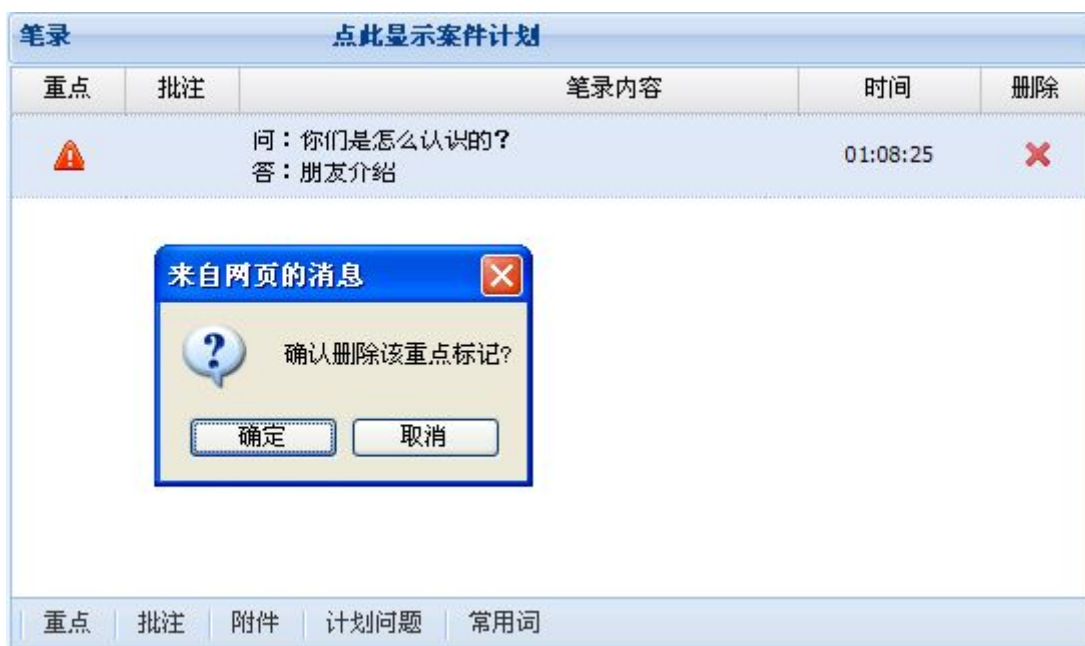 笔录 点此显示案件计划
重点 批注 笔录内容 时间 删除
问：你们是怎么认识的？
答：朋友介绍
01:08:25
来自网页的消息
确认删除该重点标记?
确定 取消
重点 批注 附件 计划问题 常用词